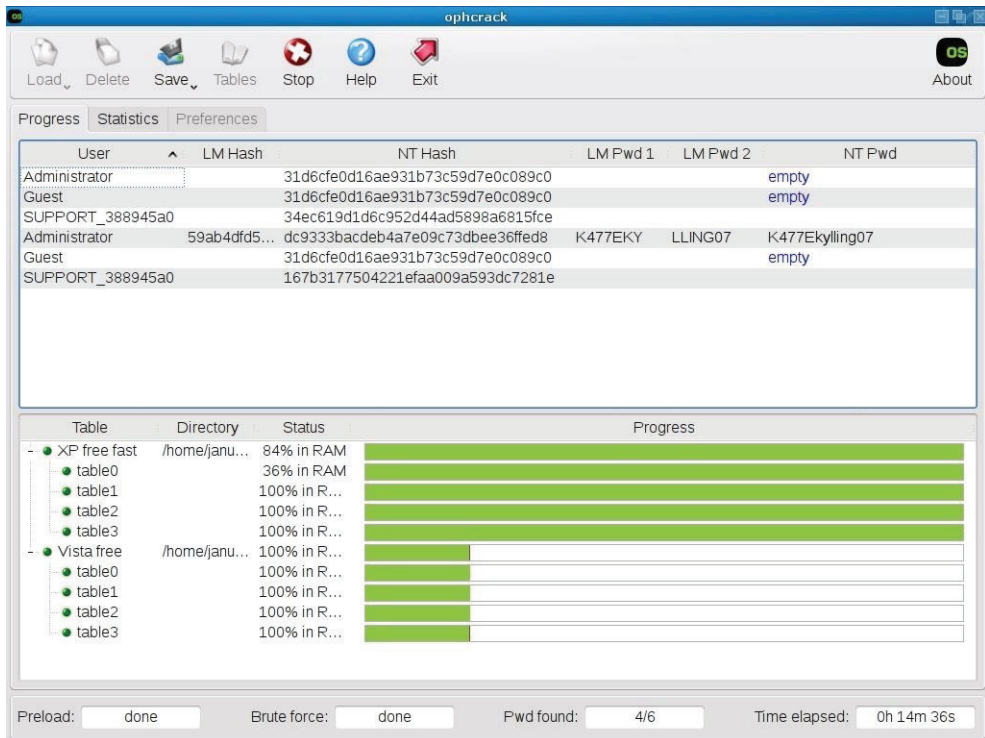 OS ophcrack
Load Delete Save Tables Stop Help Exit OS About
Progress Statistics Preferences
User LM Hash NT Hash LM Pwd 1 LM Pwd 2 NT Pwd
Administrator 31d6cfe0d16ae931b73c59d7e0c089c0 empty
Guest 31d6cfe0d16ae931b73c59d7e0c089c0 empty
SUPPORT_388945a0 34ec619d1d6c952d44ad5898a6815fce
Administrator 59ab4dfd5... dc9333bacdeb4a7e09c73dbee36ffed8 K477EKY LLING07 K477Ekylling07
Guest 31d6cfe0d16ae931b73c59d7e0c089c0 empty
SUPPORT_388945a0 167b3177504221efaa009a593dc7281e
Table Directory Status Progress
XP free fast /home/janu... 84% in RAM
table0 36% in RAM
table1 100% in R...
table2 100% in R...
table3 100% in R...
Vista free /home/janu... 100% in R...
table0 100% in R...
table1 100% in R...
table2 100% in R...
table3 100% in R...
Preload: done Brute force: done Pwd found: 4/6 Time elapsed: 0h 14m 36s